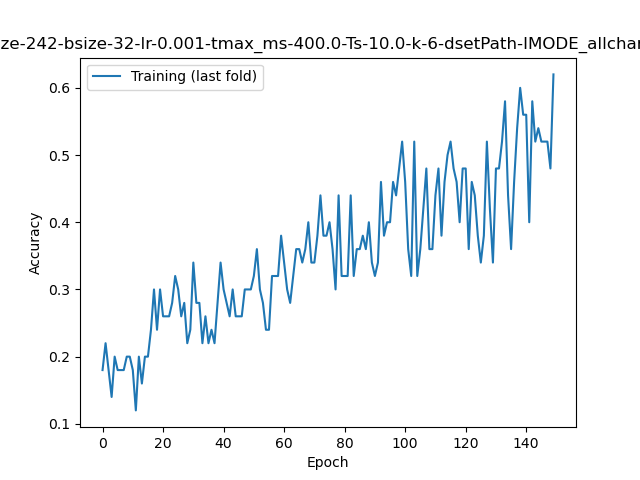 ze-242-bsize-32-lr-0.001-tmax_ms-400.0-Ts-10.0-k-6-dsetPath-IMODE_allchar
Training (last fold)
0.6
0.5
0.4
0.3
0.2
0.1
Accuracy
0 20 40 60 80 100 120 140
Epoch